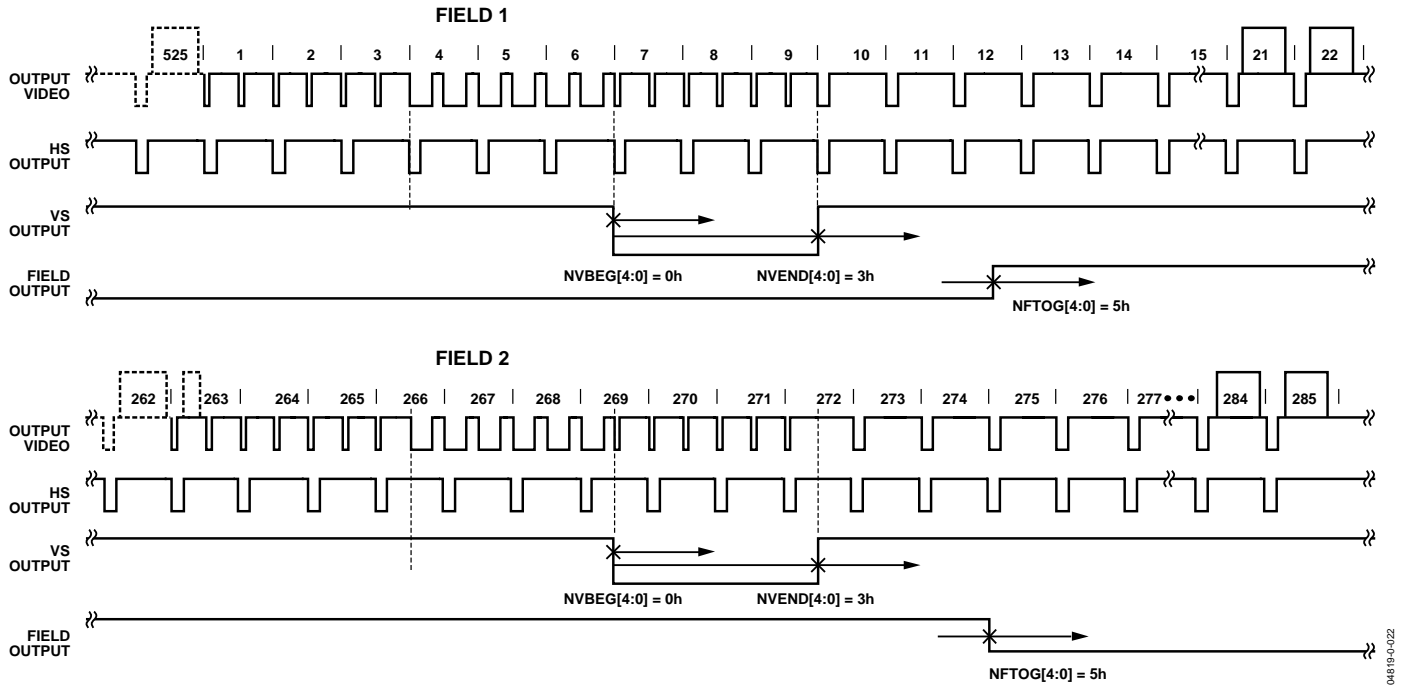 FIELD 1
525 | 1 | 2 | 3 | 4 | 5 | 6 | 7 | 8 | 9 | 10 | 11 | 12 | 13 | 14 | 15 | 21 | 22 |
OUTPUT
VIDEO
HS
OUTPUT
VS
OUTPUT
NVBEG[4:0] = 0h NVEND[4:0] = 3h
FIELD
OUTPUT
NFTOG[4:0] = 5h
FIELD 2
262 | 263 | 264 | 265 | 266 | 267 | 268 | 269 | 270 | 271 | 272 | 273 | 274 | 275 | 276 | 277 ••• | 284 | 285 |
OUTPUT
VIDEO
HS
OUTPUT
VS
OUTPUT
NVBEG[4:0] = 0h NVEND[4:0] = 3h
FIELD
OUTPUT
NFTOG[4:0] = 5h
04819-0-022